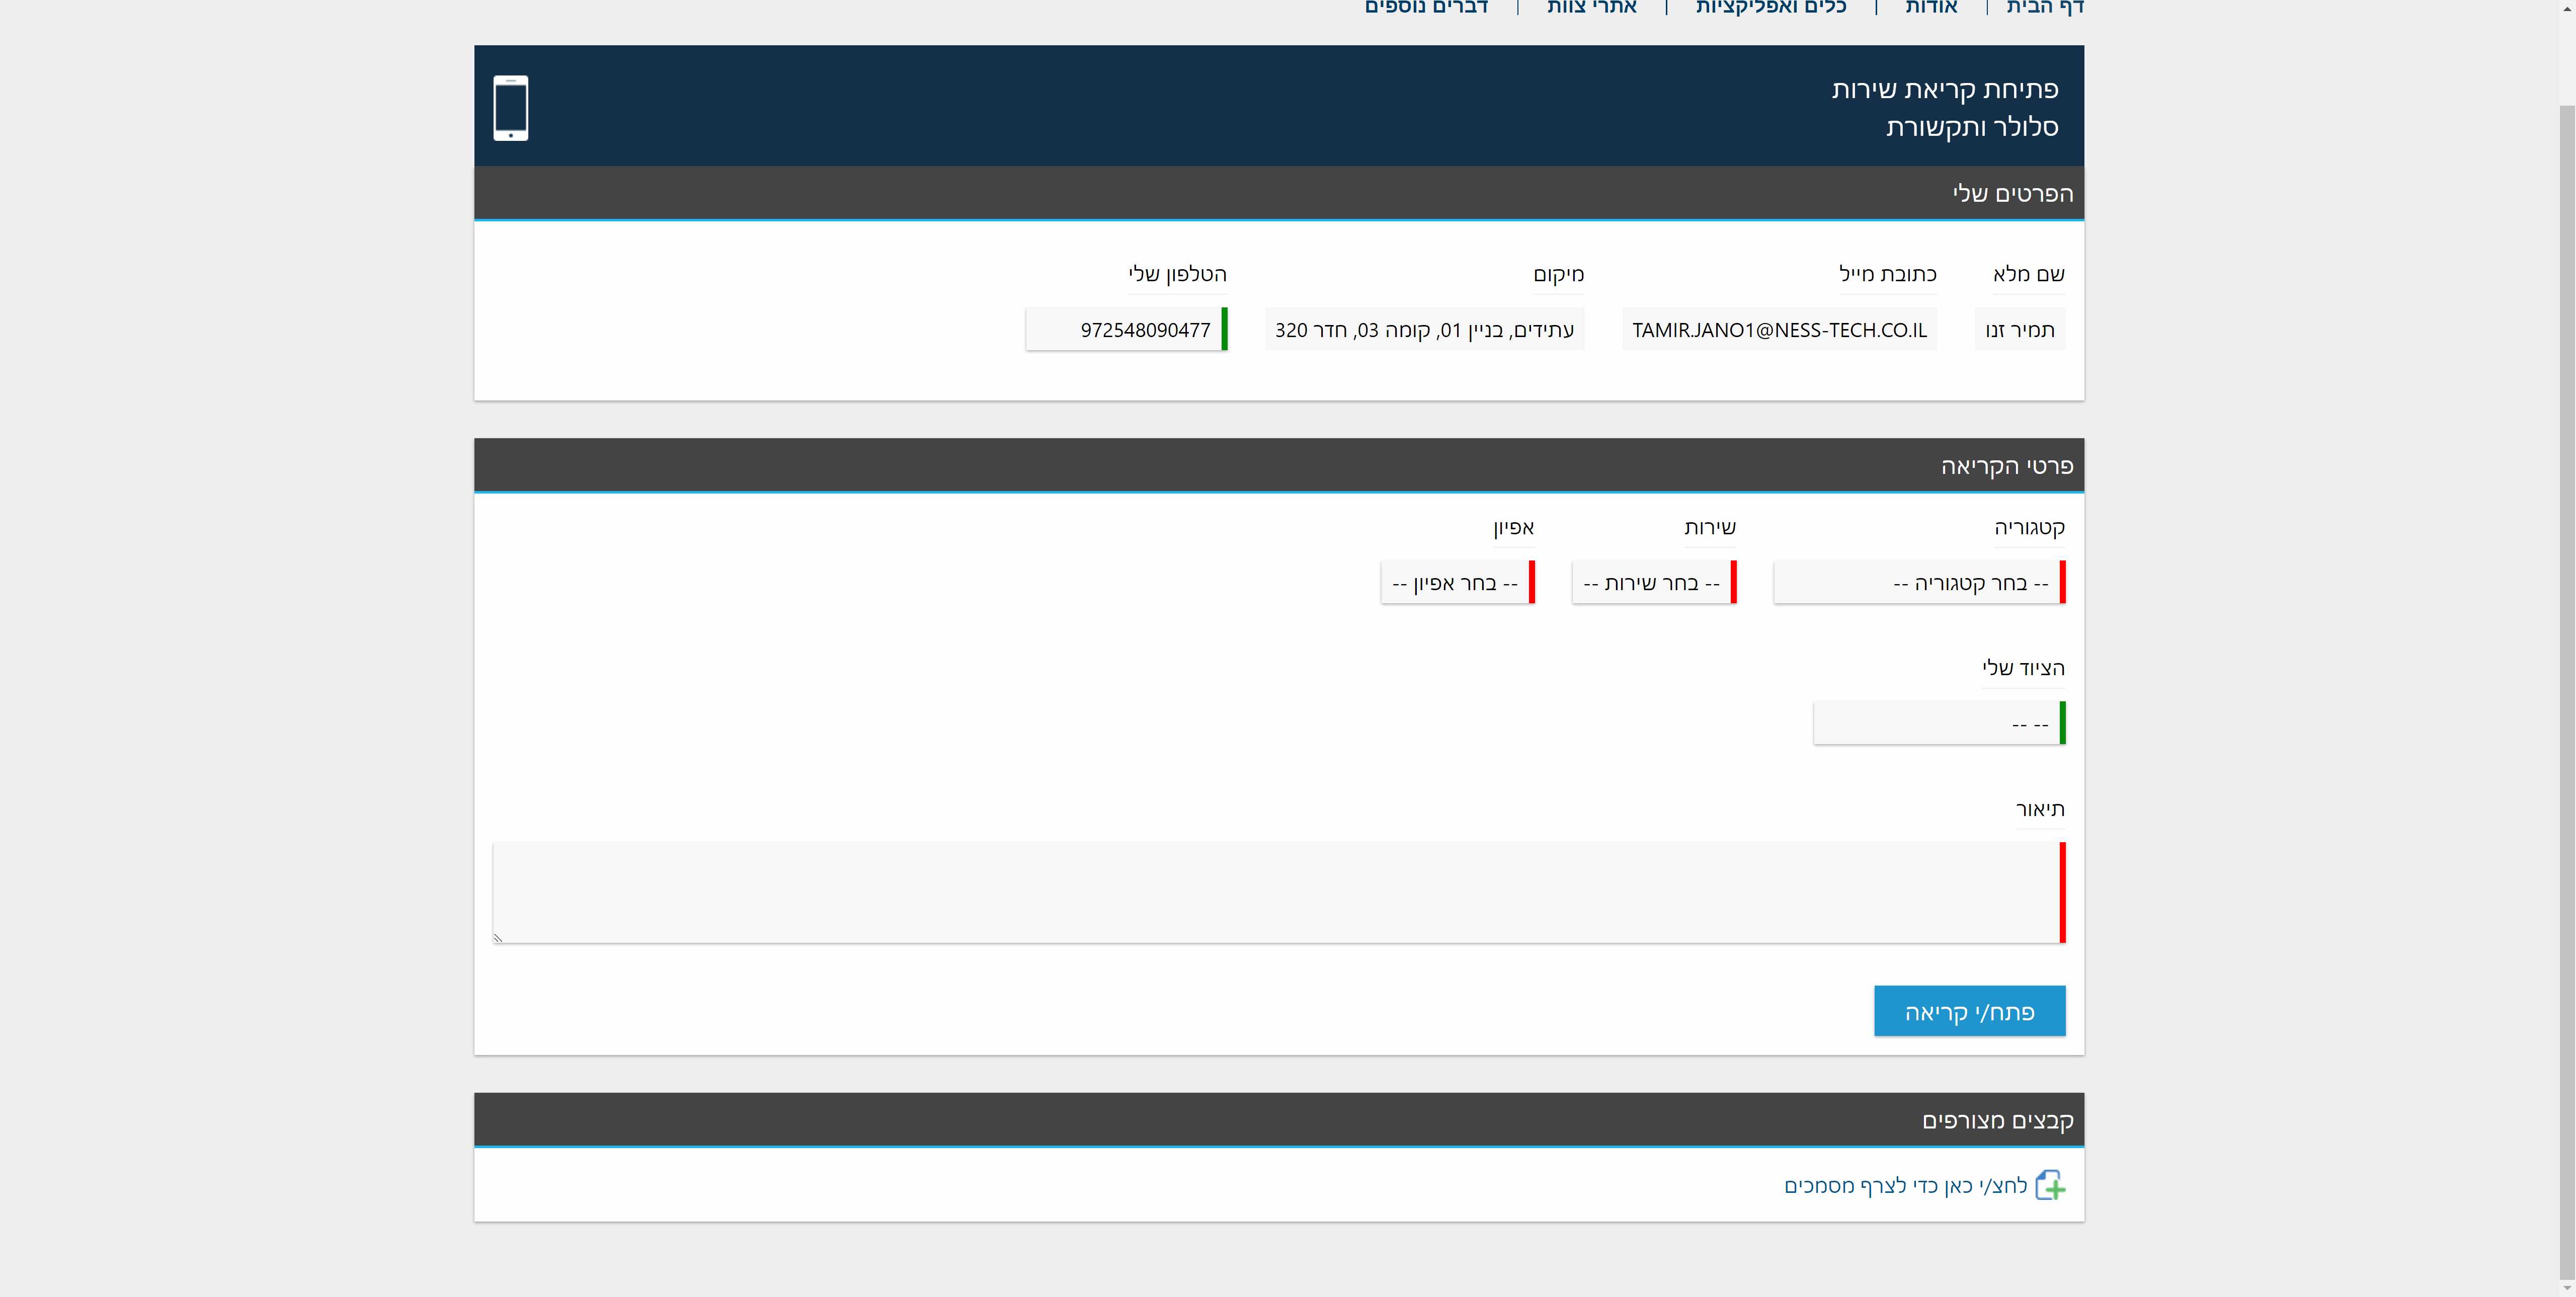 דף הבית | אודות | כלים ואפליקציות | אתרי צוות | דברים נוספים
פתיחת קריאת שירות
סלולר ותקשורת
הפרטים שלי
שם מלא כתובת מייל מיקום הטלפון שלי
תמיר זנו TAMIR.JANO1@NESS-TECH.CO.IL עתידים, בניין 01, קומה 03, חדר 320 972548090477
פרטי הקריאה
קטגוריה שירות אפיון
-- בחר קטגוריה -- -- בחר שירות -- -- בחר אפיון --
הציוד שלי
-- --
תיאור
פתח/י קריאה
קבצים מצורפים
לחצ/י כאן כדי לצרף מסמכים